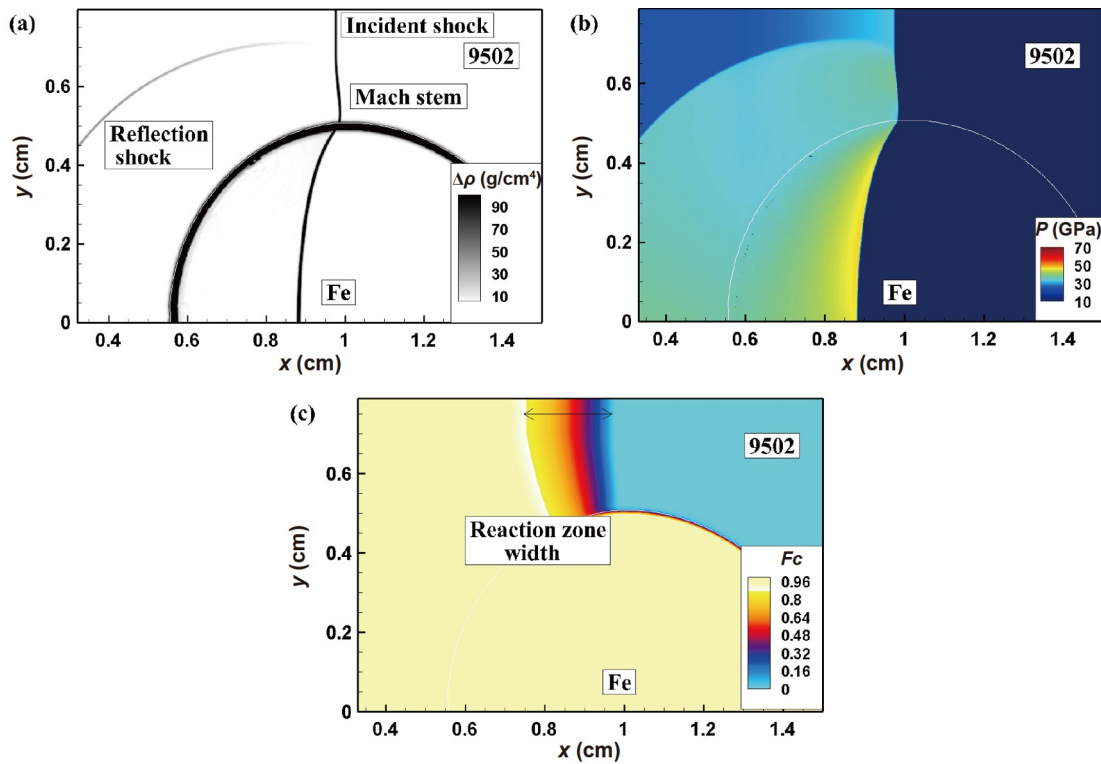 (a)
Incident shock
9502
Mach stem
Reflection
shock
Fe
Δρ (g/cm⁴)
90
70
50
30
10
y (cm)
0.6
0.4
0.2
0
0.4
0.6
0.8
1
1.2
1.4
x (cm)
(b)
9502
Fe
P (GPa)
70
50
30
10
y (cm)
0.6
0.4
0.2
0
0.4
0.6
0.8
1
1.2
1.4
x (cm)
(c)
9502
Reaction zone
width
Fe
Fc
0.96
0.8
0.64
0.48
0.32
0.16
0
y (cm)
0.6
0.4
0.2
0
0.4
0.6
0.8
1
1.2
1.4
x (cm)